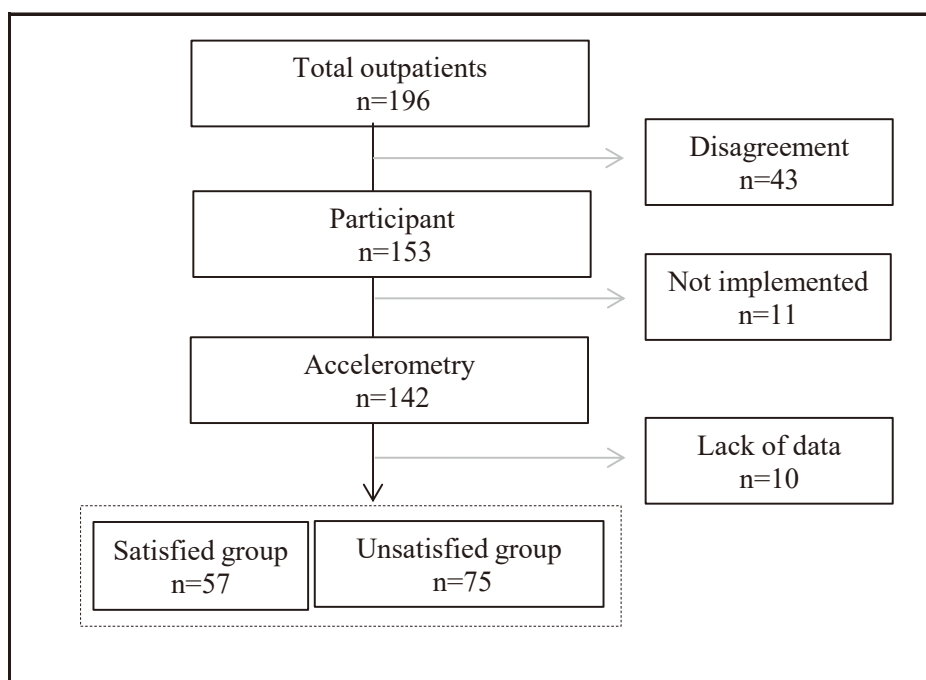 Total outpatients
n=196
Disagreement
n=43
Participant
n=153
Not implemented
n=11
Accelerometry
n=142
Lack of data
n=10
Satisfied group
n=57
Unsatisfied group
n=75